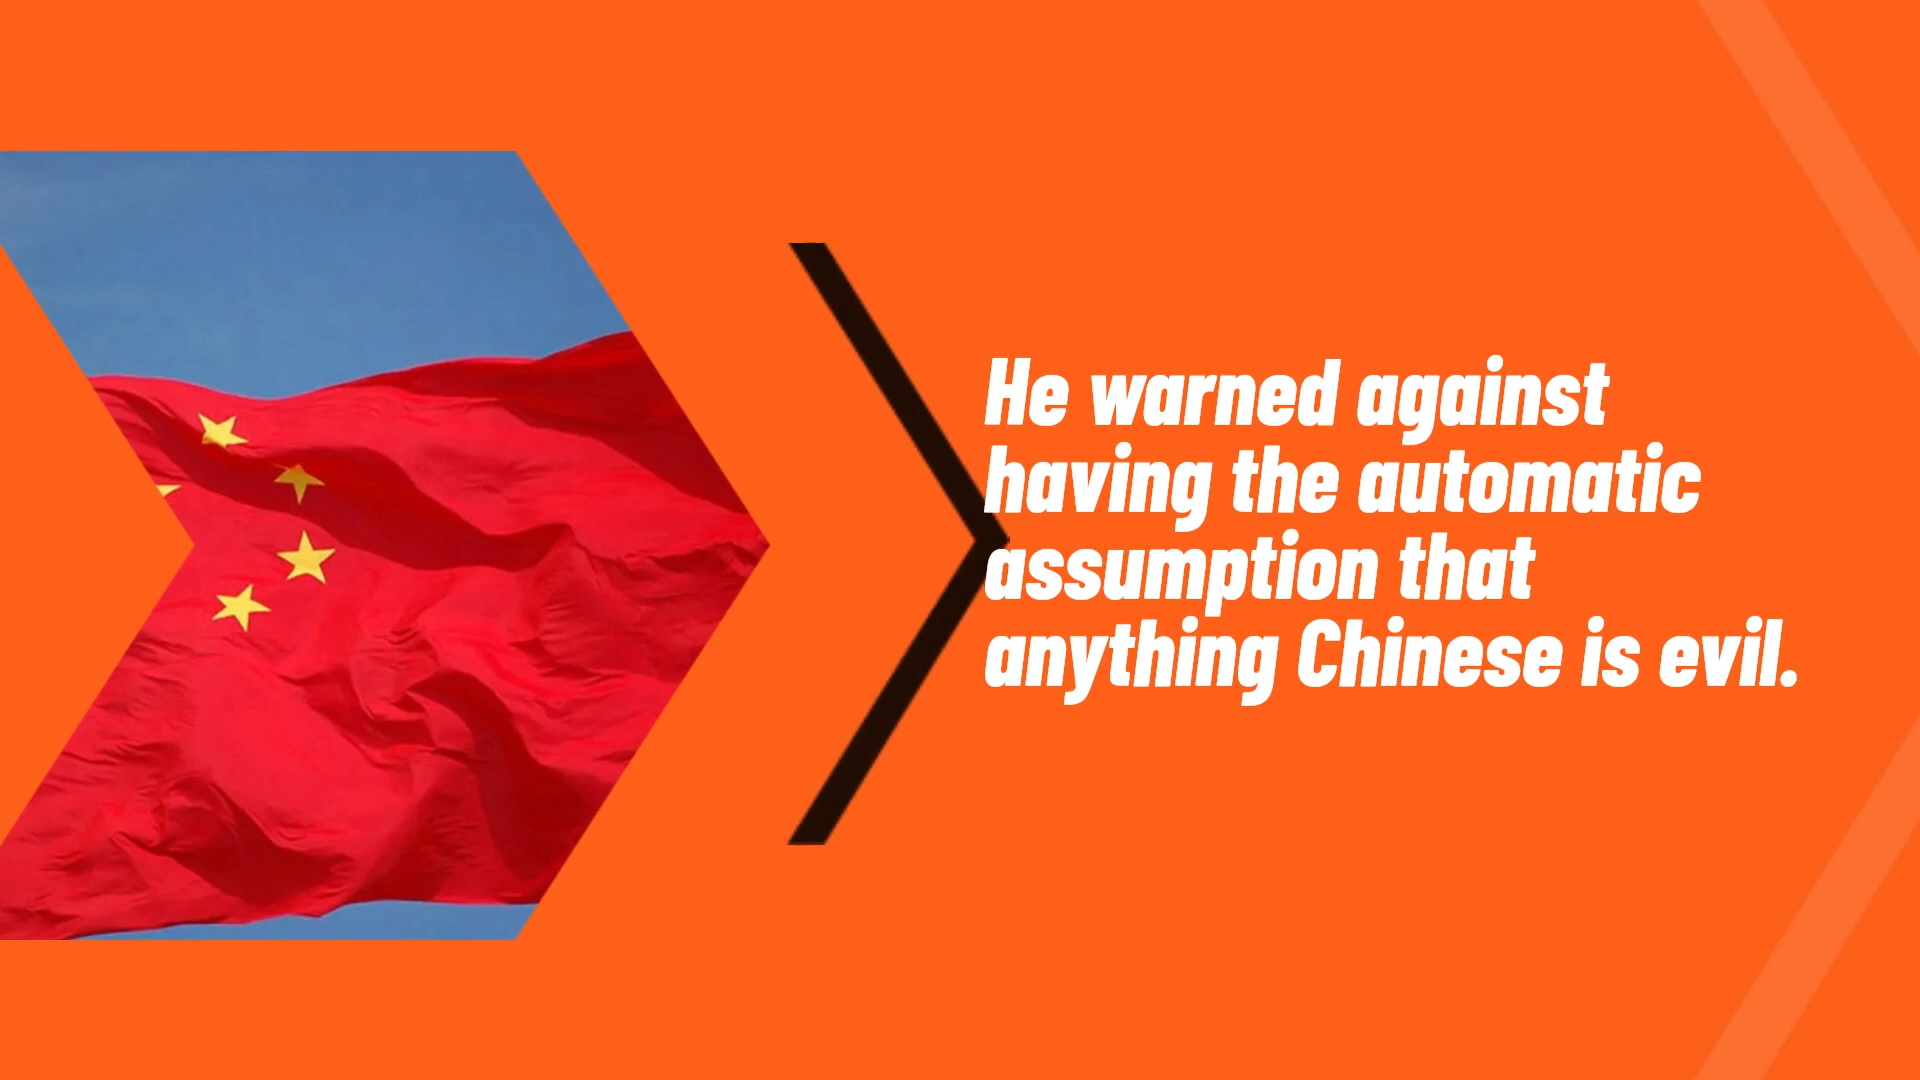 He warned against
having the automatic
assumption that
anything Chinese is evil.